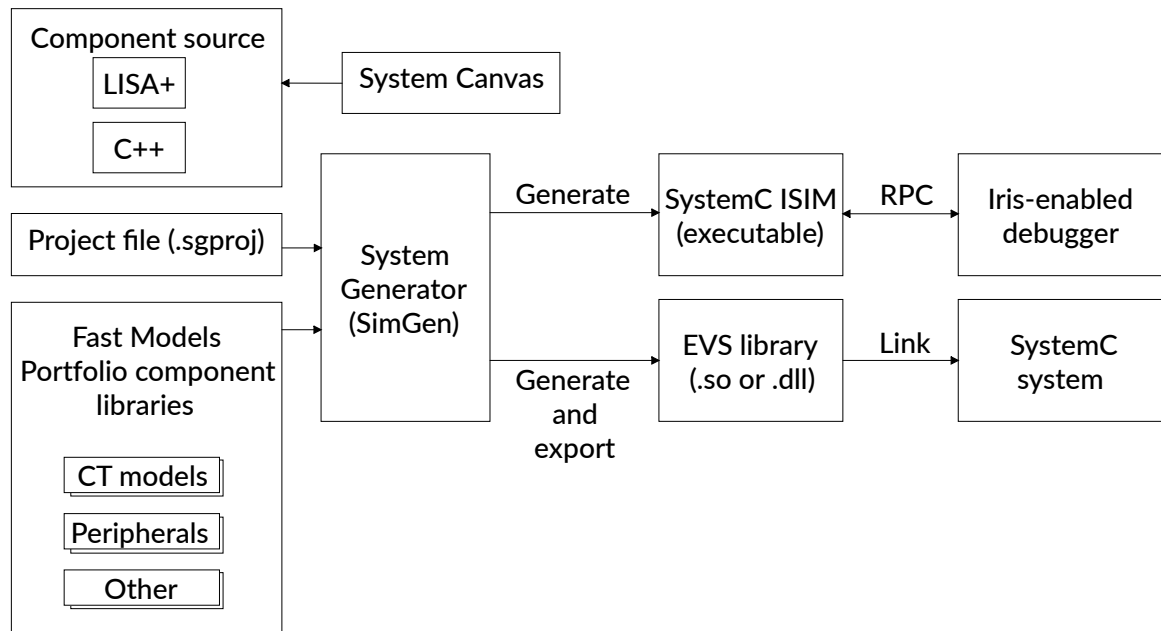 Component source
LISA+
C++
System Canvas
Project file (.sgproj)
Fast Models
Portfolio component
libraries
CT models
Peripherals
Other
System
Generator
(SimGen)
Generate
Generate
and
export
SystemC ISIM
(executable)
RPC
Iris-enabled
debugger
EVS library
(.so or .dll)
Link
SystemC
system